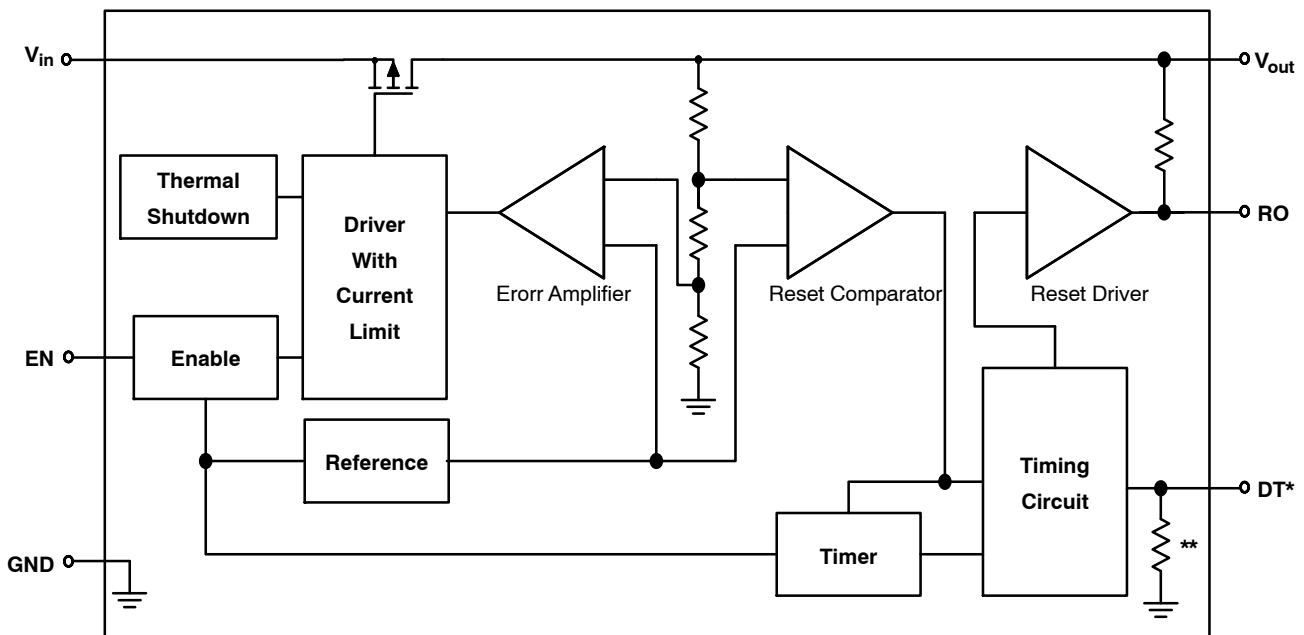 Vin
Vout
Thermal
Shutdown
Driver
With
Current
Limit
Erorr Amplifier
Reset Comparator
Reset Driver
RO
EN
Enable
Reference
Timing
Circuit
DT*
Timer
**
GND